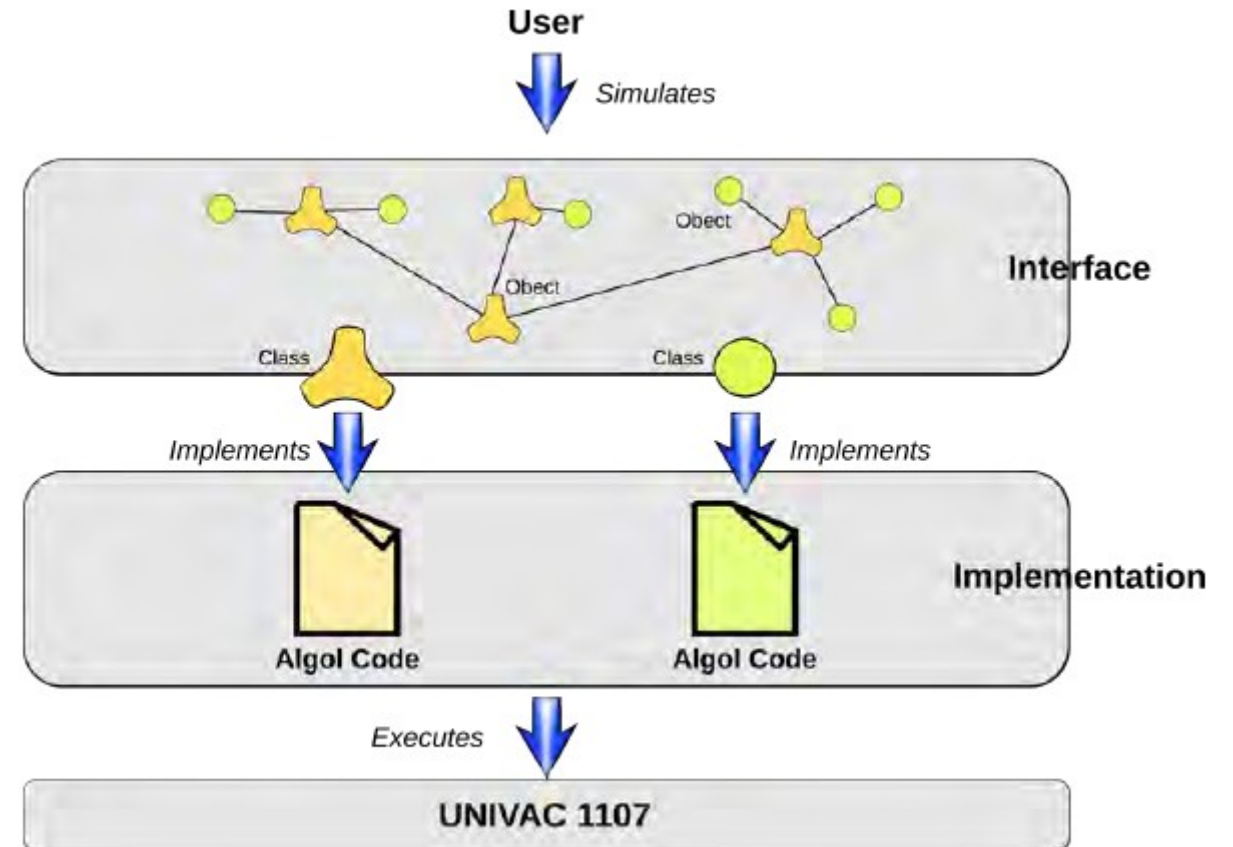 User
Simulates
Obect
Interface
Obect
Class
Class
Implements
Implements
Implementation
Algol Code
Algol Code
Executes
UNIVAC 1107